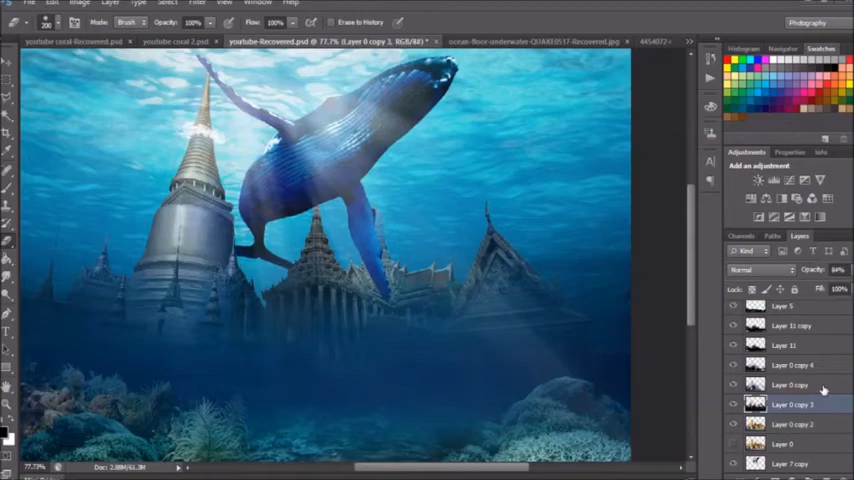 Edit Image Layer Type Select Filter View Window Help
200 Mode: Brush Opacity: 100% Flow: 100% Erase to History Photography
youtube coral-Recovered.psd @ 77.7% × youtube coral 2.psd × youtube-Recovered.psd @ 77.7% (Layer 0 copy 3, RGB/8#) * × ocean-floor-underwater-QUAKE0517-Recovered.jpg × 4454072
Histogram Navigator Swatches
Adjustments Properties Info
Add an adjustment
Channels Paths Layers
Kind
Normal Opacity: 84%
Lock: Fill: 100%
Layer 5
Layer 11 copy
Layer 11
Layer 0 copy 4
Layer 0 copy
Layer 0 copy 3
Layer 0 copy 2
Layer 0
Layer 7 copy
77.73% Doc: 2.88M/61.3M